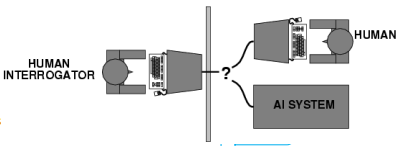 HUMAN
INTERROGATOR
?
HUMAN
AI SYSTEM